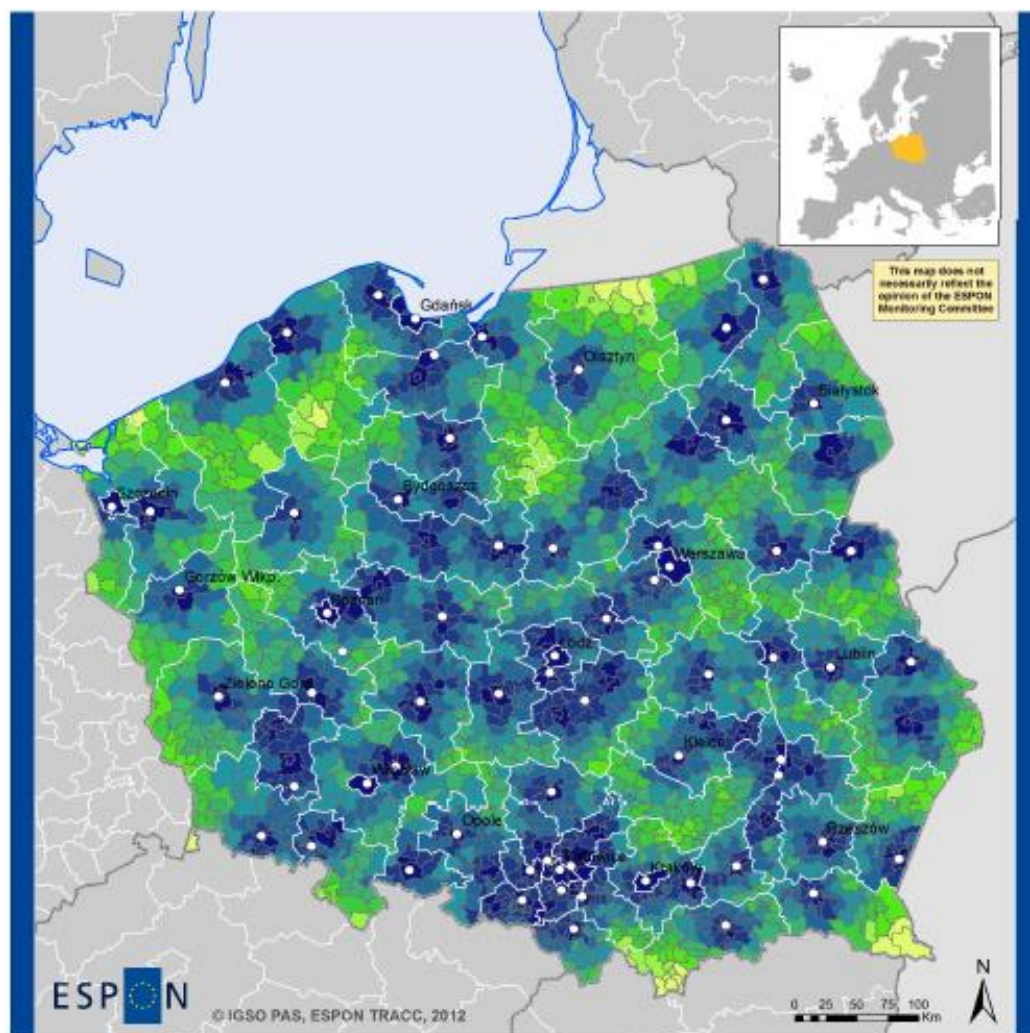 This map does not
necessarily reflect the
opinion of the ESPON
Monitoring Committee
Gdańsk
Olsztyn
Białystok
Szczecin
Bydgoszcz
Warszawa
Gorzów Wlkp.
Poznań
Łódź
Lublin
Zielona Góra
Kielce
Wrocław
Opole
Rzeszów
Katowice
Kraków
N
ESPON
© IGSO PAS, ESPON TRACC, 2012
0 25 50 75 100
Km